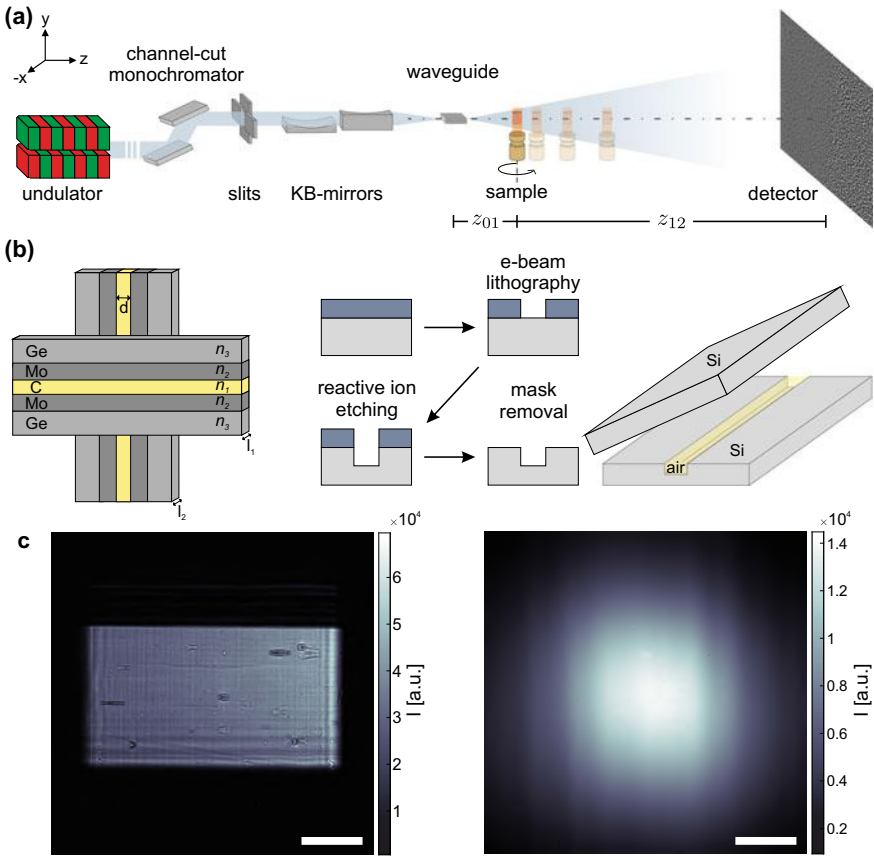 (a)
y
z
-x
channel-cut
monochromator
waveguide
undulator
slits
KB-mirrors
sample
detector
z01
z12
(b)
d
Ge
n3
Mo
n2
C
n1
Mo
n2
Ge
n3
l1
l2
e-beam
lithography
reactive ion
etching
mask
removal
Si
Si
air
c
×10^4
6
5
4
3
2
1
I [a.u.]
×10^4
1.4
1.2
1.0
0.8
0.6
0.4
0.2
I [a.u.]